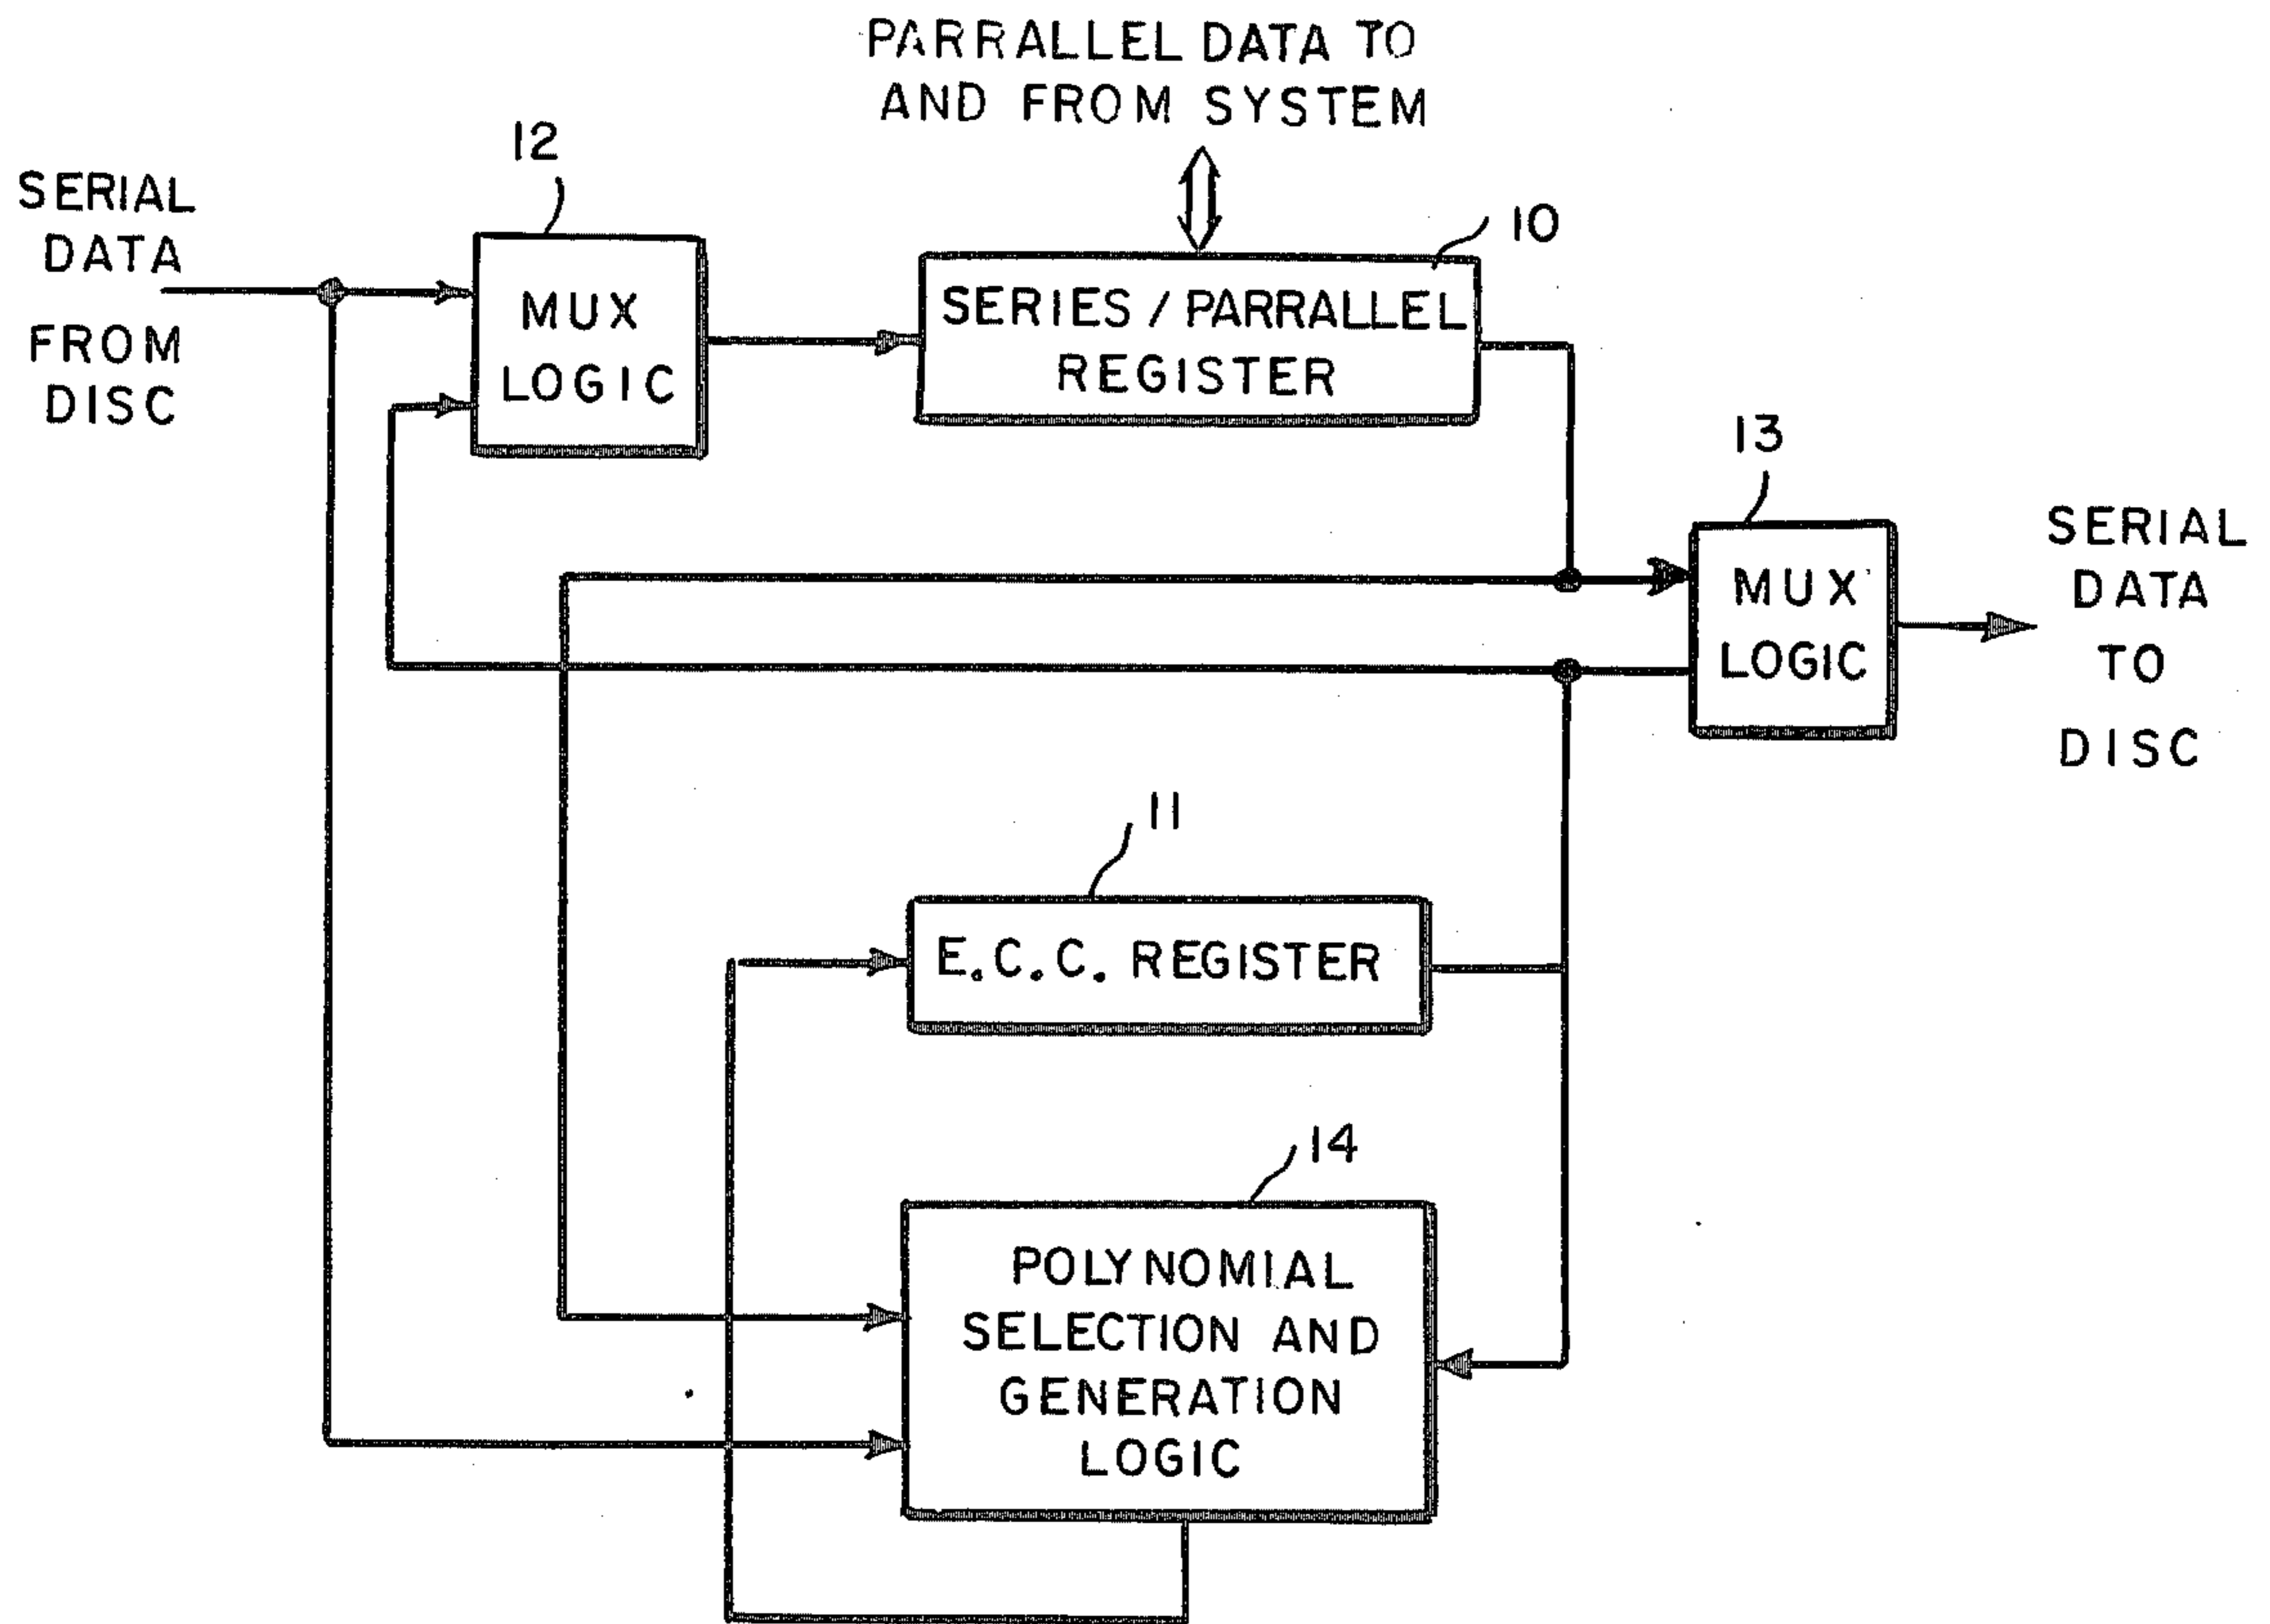 PARRALLEL DATA TO
AND FROM SYSTEM
12
SERIAL
DATA
FROM
DISC
MUX
LOGIC
10
SERIES / PARRALLEL
REGISTER
13
MUX
LOGIC
SERIAL
DATA
TO
DISC
11
E.C.C. REGISTER
14
POLYNOMIAL
SELECTION AND
GENERATION
LOGIC